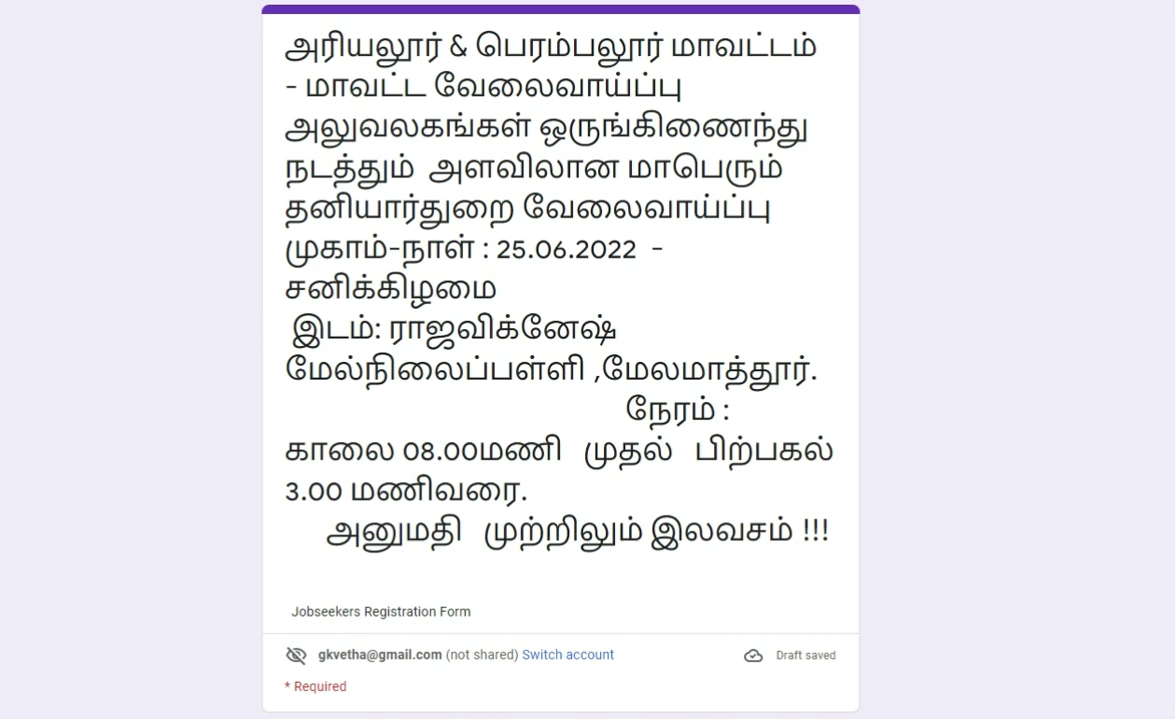 அரியலூர் & பெரம்பலூர் மாவட்டம்
- மாவட்ட வேலைவாய்ப்பு
அலுவலகங்கள் ஒருங்கிணைந்து
நடத்தும் அளவிலான மாபெரும்
தனியார்துறை வேலைவாய்ப்பு
முகாம்-நாள் : 25.06.2022 -
சனிக்கிழமை
இடம்: ராஜவிக்னேஷ்
மேல்நிலைப்பள்ளி ,மேலமாத்தூர்.
நேரம் :
காலை 08.00மணி முதல் பிற்பகல்
3.00 மணிவரை.
அனுமதி முற்றிலும் இலவசம் !!!
Jobseekers Registration Form
gkvetha@gmail.com (not shared) Switch account Draft saved
* Required